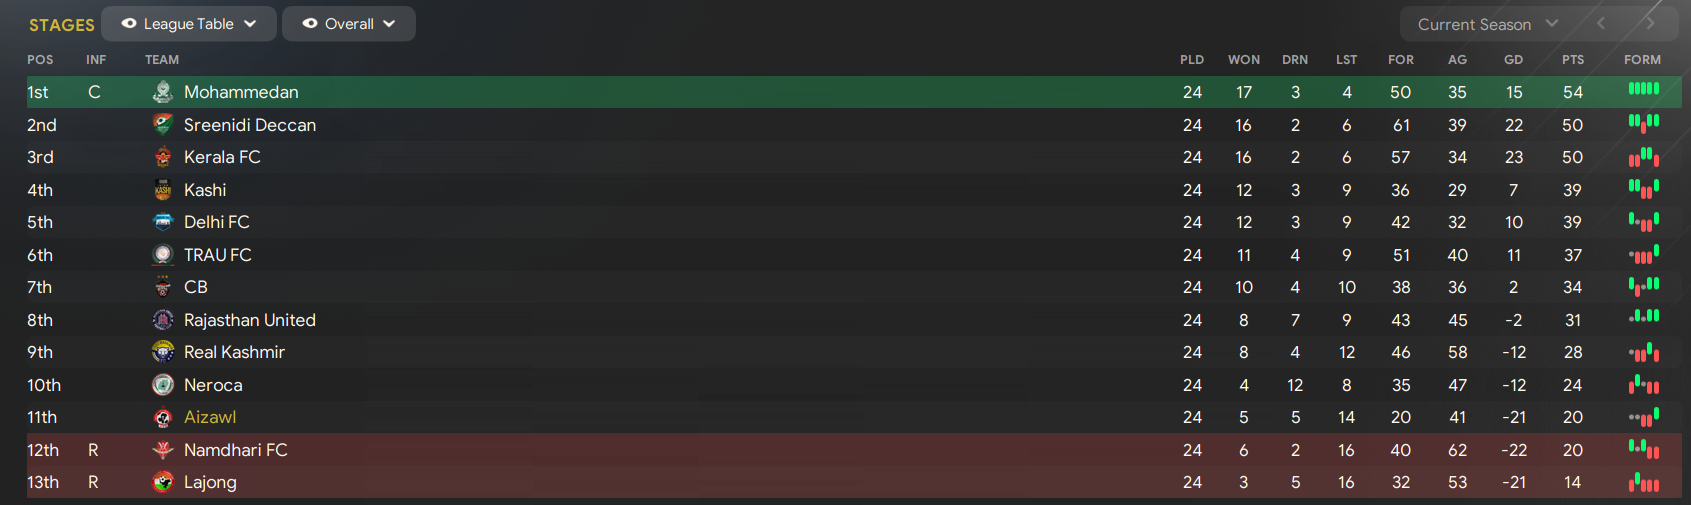 STAGES League Table Overall Current Season
POS INF TEAM PLD WON DRN LST FOR AG GD PTS FORM
1st C Mohammedan 24 17 3 4 50 35 15 54
2nd Sreenidi Deccan 24 16 2 6 61 39 22 50
3rd Kerala FC 24 16 2 6 57 34 23 50
4th Kashi 24 12 3 9 36 29 7 39
5th Delhi FC 24 12 3 9 42 32 10 39
6th TRAU FC 24 11 4 9 51 40 11 37
7th CB 24 10 4 10 38 36 2 34
8th Rajasthan United 24 8 7 9 43 45 -2 31
9th Real Kashmir 24 8 4 12 46 58 -12 28
10th Neroca 24 4 12 8 35 47 -12 24
11th Aizawl 24 5 5 14 20 41 -21 20
12th R Namdhari FC 24 6 2 16 40 62 -22 20
13th R Lajong 24 3 5 16 32 53 -21 14